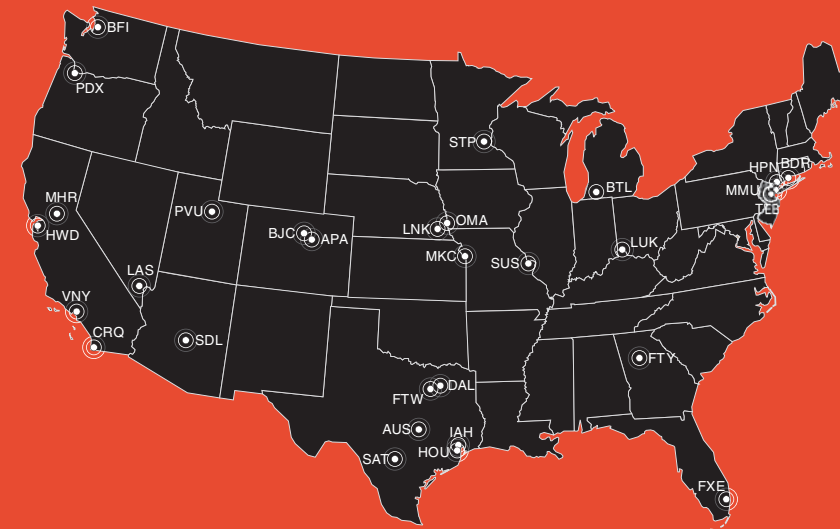 BFI
PDX
STP
HPN
BDR
BTL
MMU
TEB
MHR
PVU
OMA
LNK
HWD
BJC
APA
LUK
MKC
SUS
LAS
VNY
CRQ
SDL
FTY
DAL
FTW
AUS
IAH
HOU
SAT
FXE